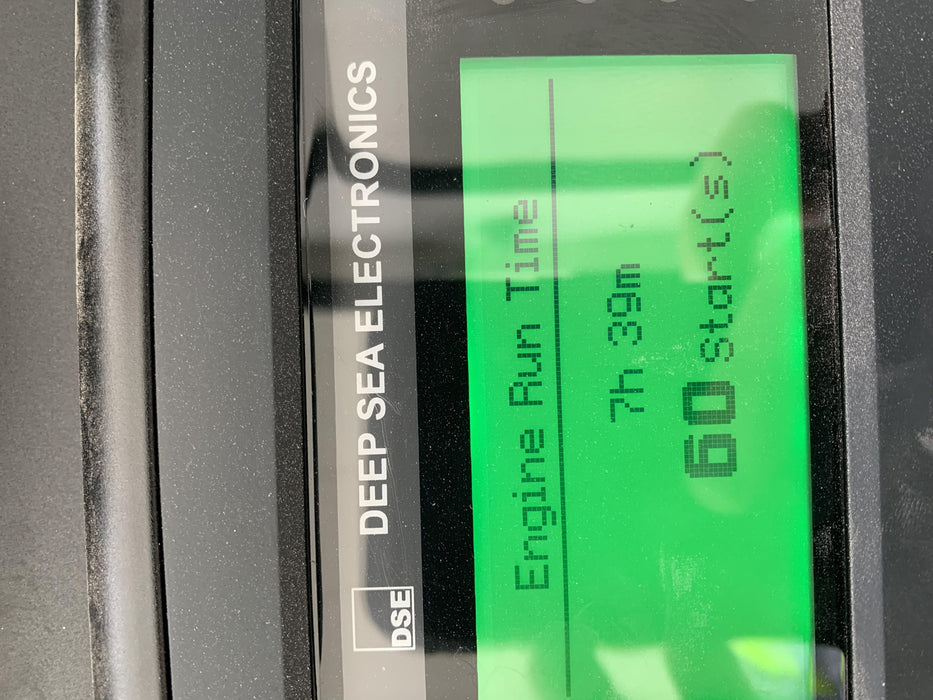 DSE DEEP SEA ELECTRONICS
Engine Run Time
7h 39m
60 Start(s)